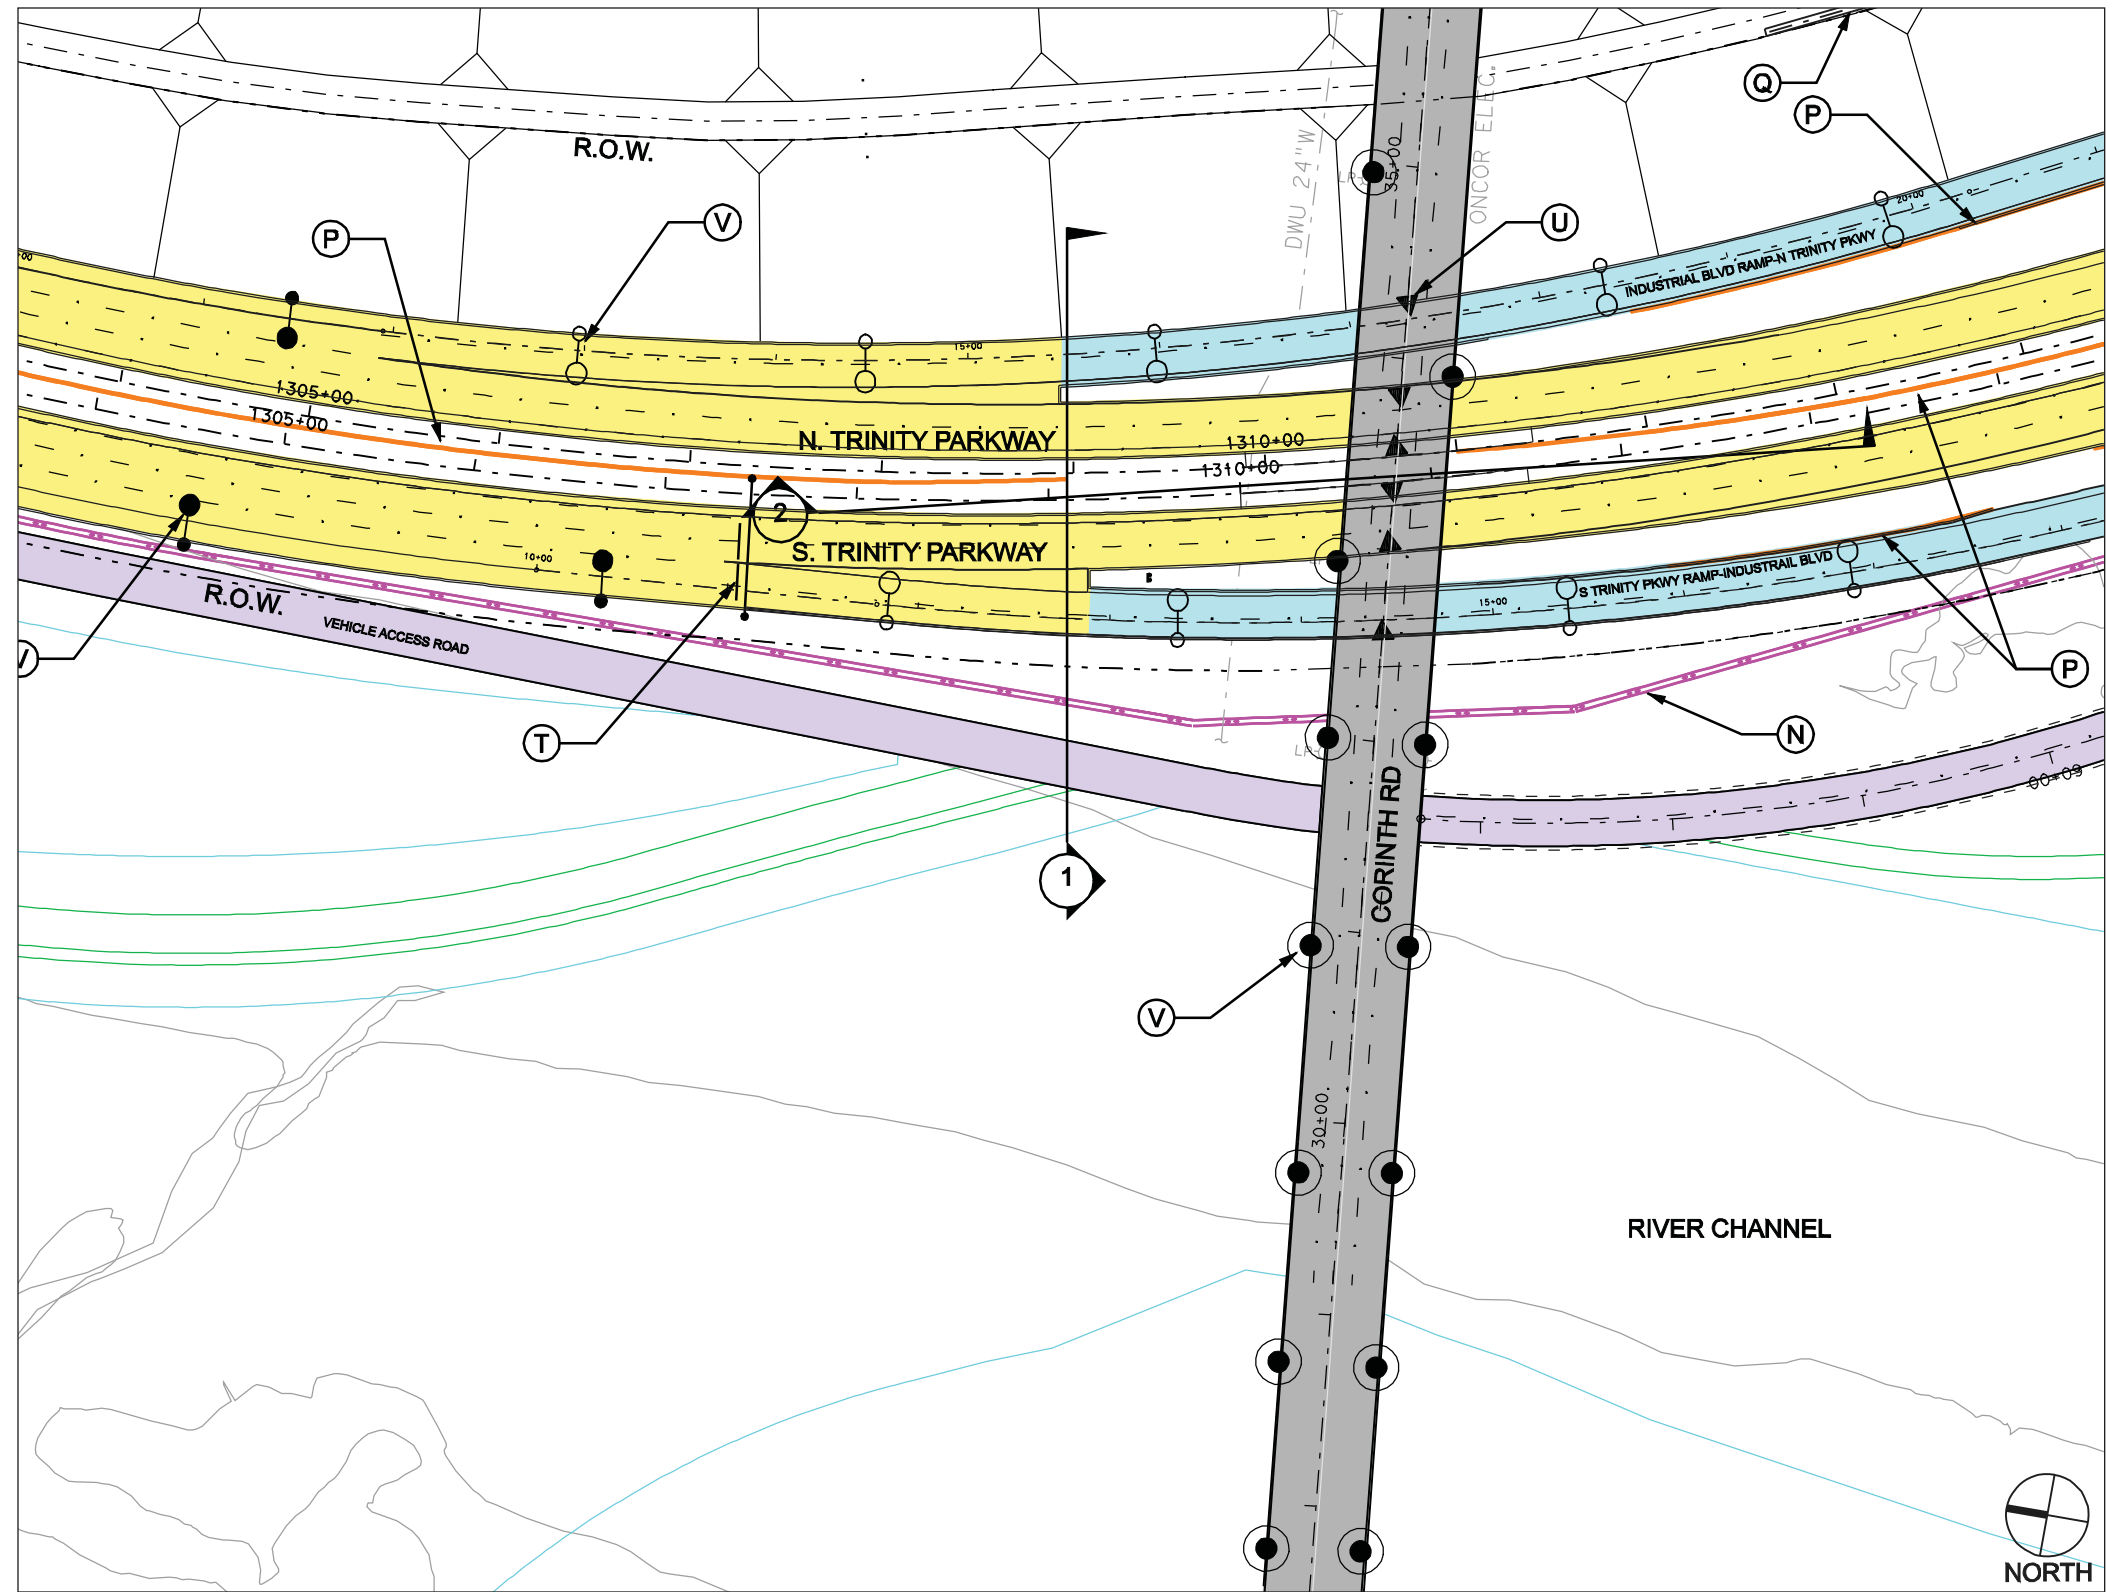 Q
P
R.O.W.
DWU 24"W
ONCOR ELEC.
35+00
P
V
U
20+00
INDUSTRIAL BLVD RAMP-N TRINITY PKWY
15+00
1305+00
1305+00
N. TRINITY PARKWAY
1310+00
1310+00
2
S. TRINITY PARKWAY
10+00
S TRINITY PKWY RAMP-INDUSTRAIL BLVD
15+00
R.O.W.
VEHICLE ACCESS ROAD
V
P
T
N
CORINTH RD
00+09
1
V
30+00
RIVER CHANNEL
NORTH